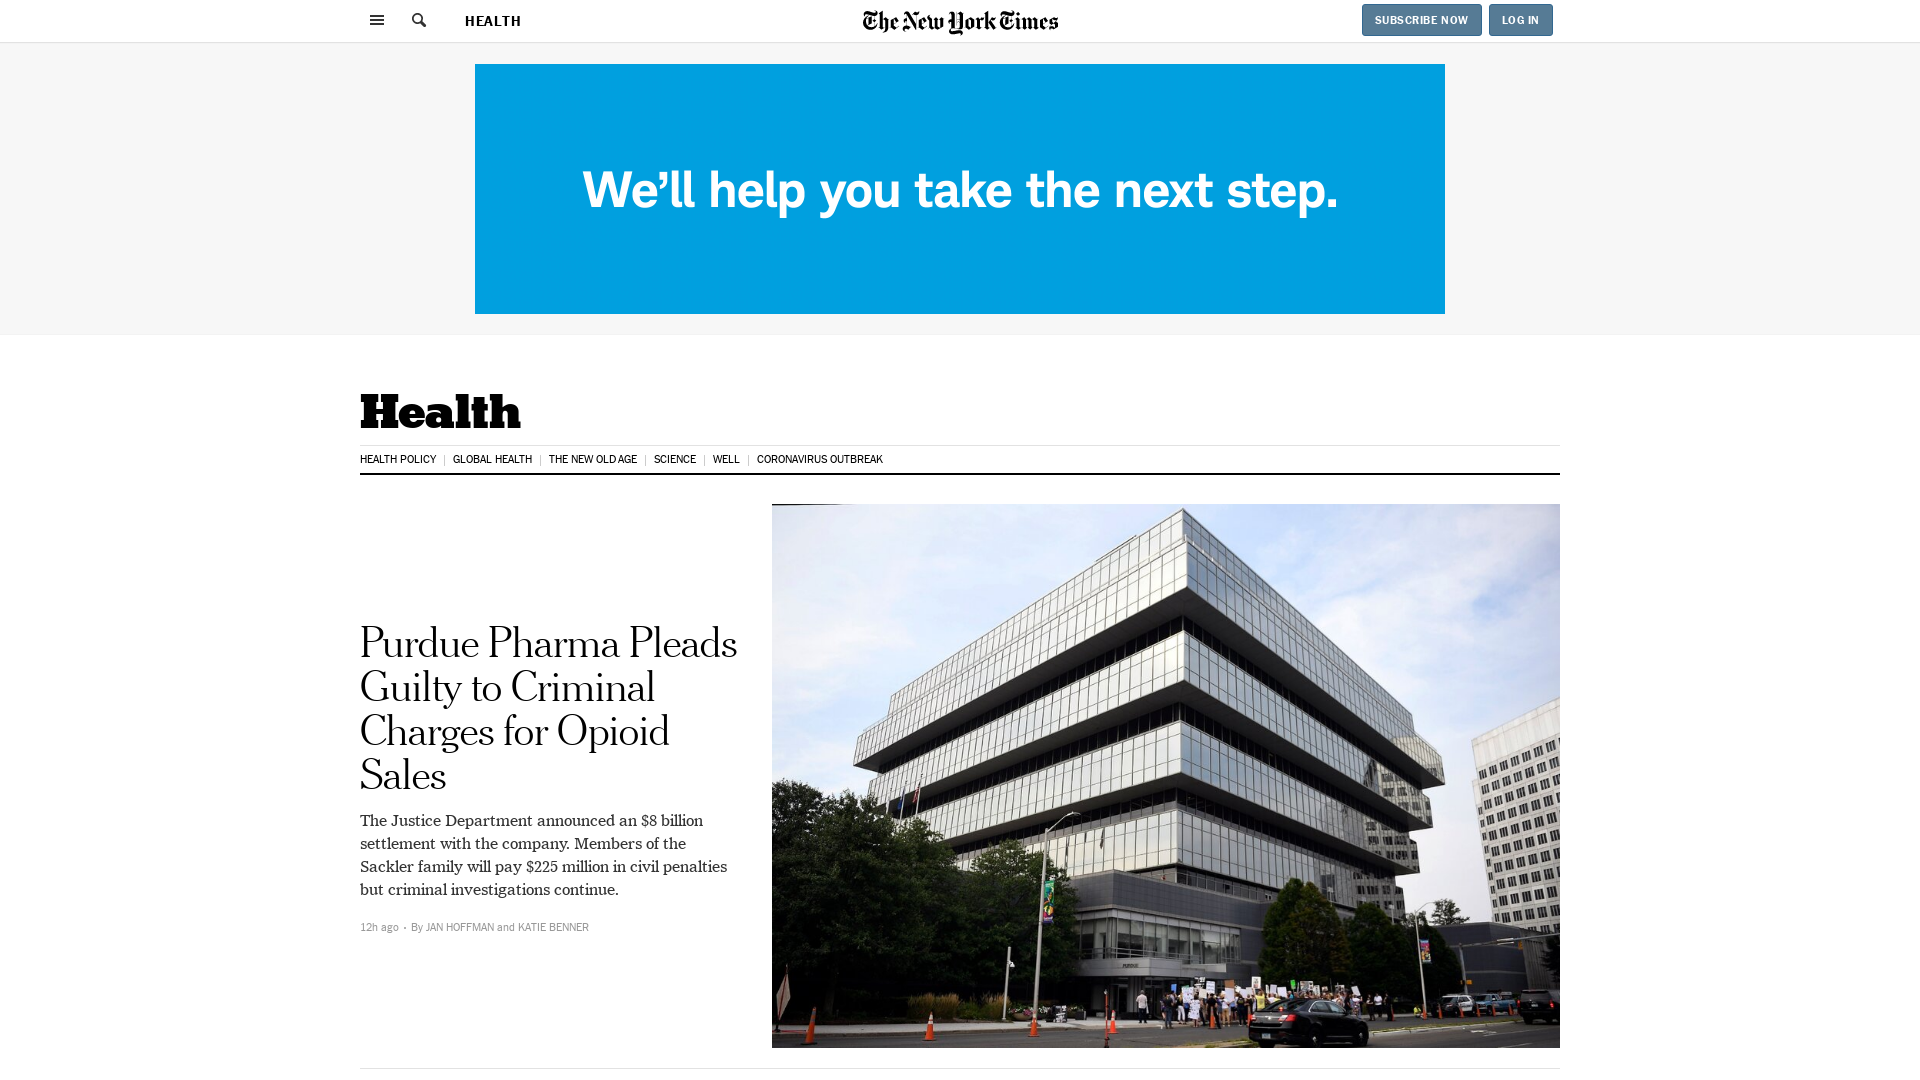 HEALTH
The New York Times
SUBSCRIBE NOW
LOG IN
We'll help you take the next step.
Health
HEALTH POLICY
GLOBAL HEALTH
THE NEW OLD AGE
SCIENCE
WELL
CORONAVIRUS OUTBREAK
Purdue Pharma Pleads
Guilty to Criminal
Charges for Opioid
Sales
The Justice Department announced an $8 billion
settlement with the company. Members of the
Sackler family will pay $225 million in civil penalties
but criminal investigations continue.
12h ago • By JAN HOFFMAN and KATIE BENNER
PURDUE